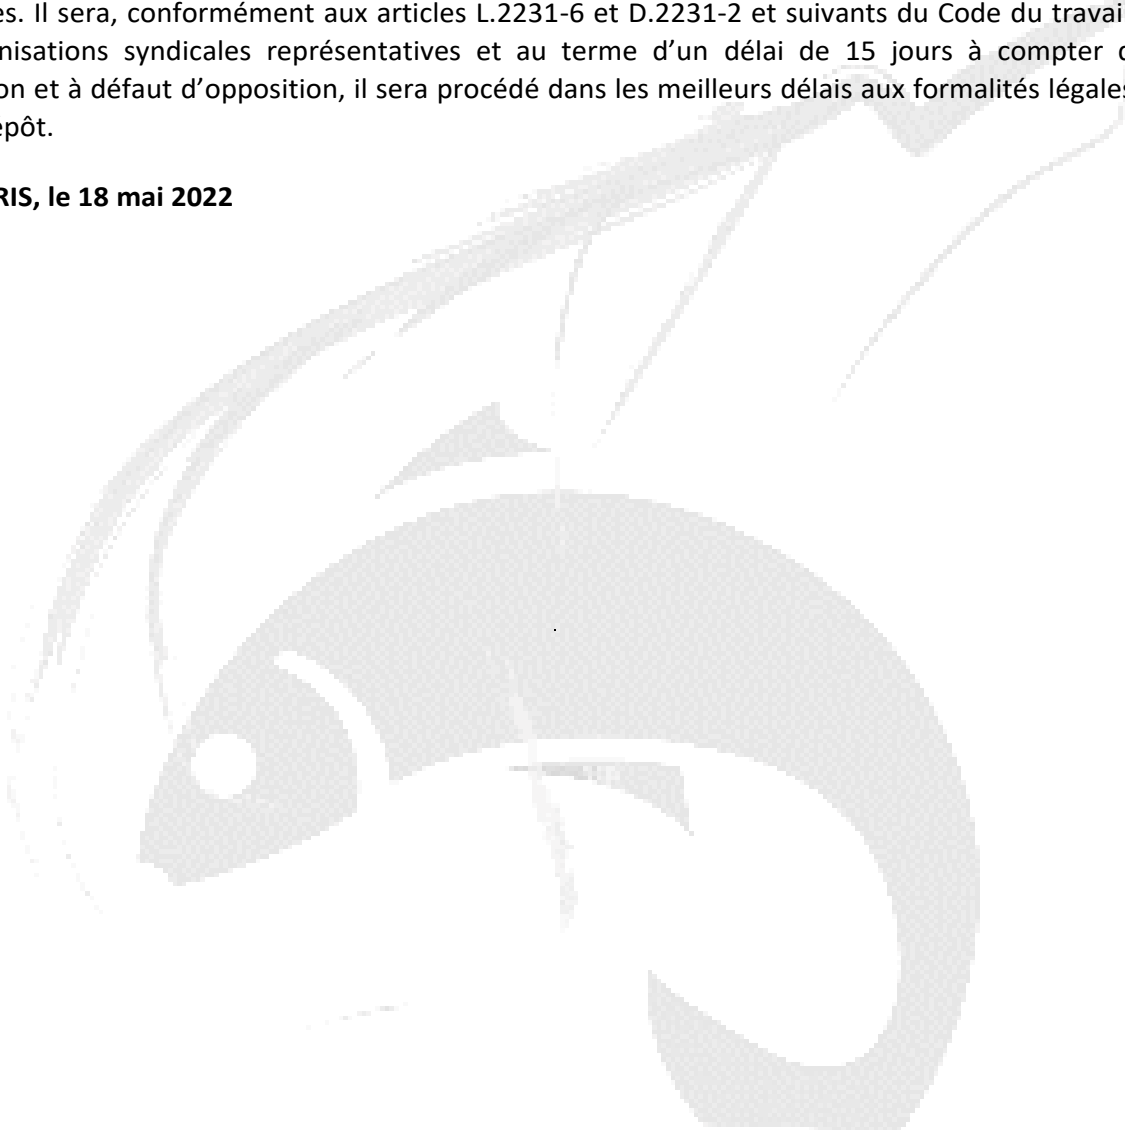 es. Il sera, conformément aux articles L.2231-6 et D.2231-2 et suivants du Code du travai
nisations syndicales représentatives et au terme d’un délai de 15 jours à compter d
on et à défaut d’opposition, il sera procédé dans les meilleurs délais aux formalités légales
epôt.
RIS, le 18 mai 2022